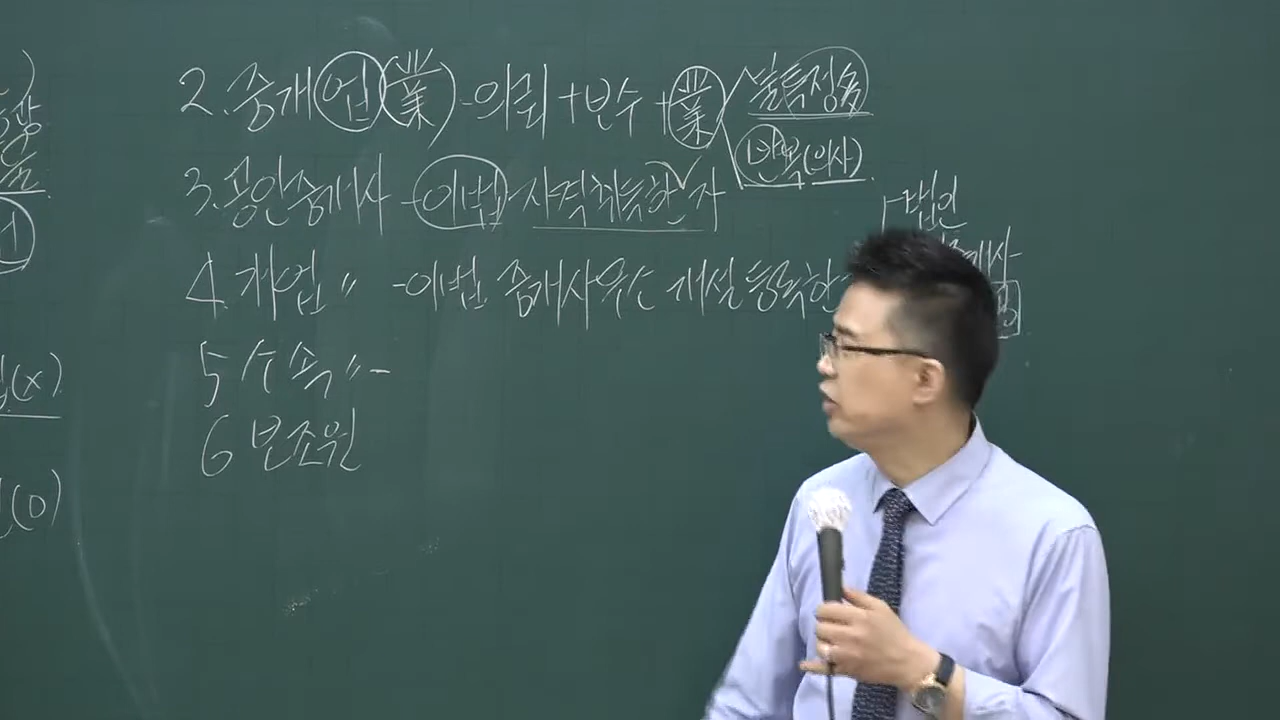 2. 중개업(業) - 의뢰 + 보수 + 業 불특정多
반복(의사)
3. 공인중개사 - 이법 자격취득한 자
법인
4. 개업 〃 - 이법 중개사무소 개설 등록한
5 소속 〃 -
6 보조원
(x)
(O)